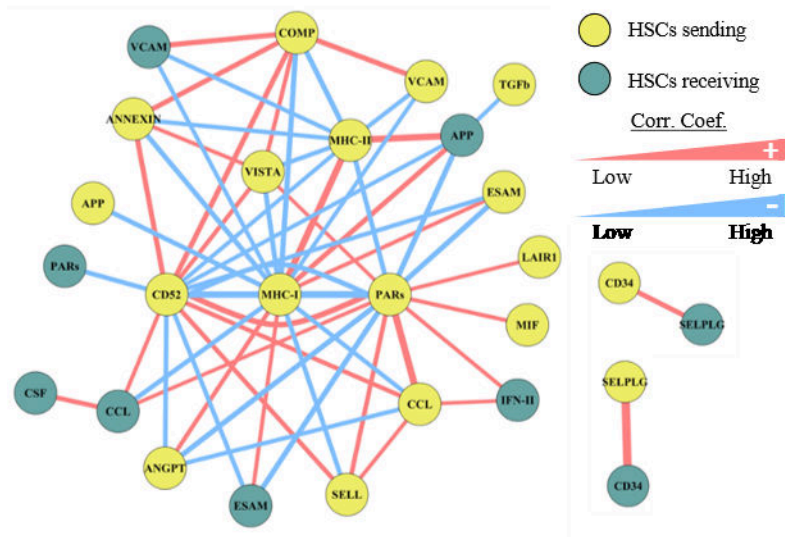 COMP
HSCs sending
VCAM
VCAM
TGFb
HSCs receiving
ANNEXIN
MHC-II
APP
Corr. Coef.
+
VISTA
Low
High
APP
ESAM
-
Low
High
PARs
LAIR1
CD52
MHC-I
PARs
CD34
MIF
SELPLG
CSF
CCL
CCL
IFN-II
SELPLG
ANGPT
SELL
CD34
ESAM